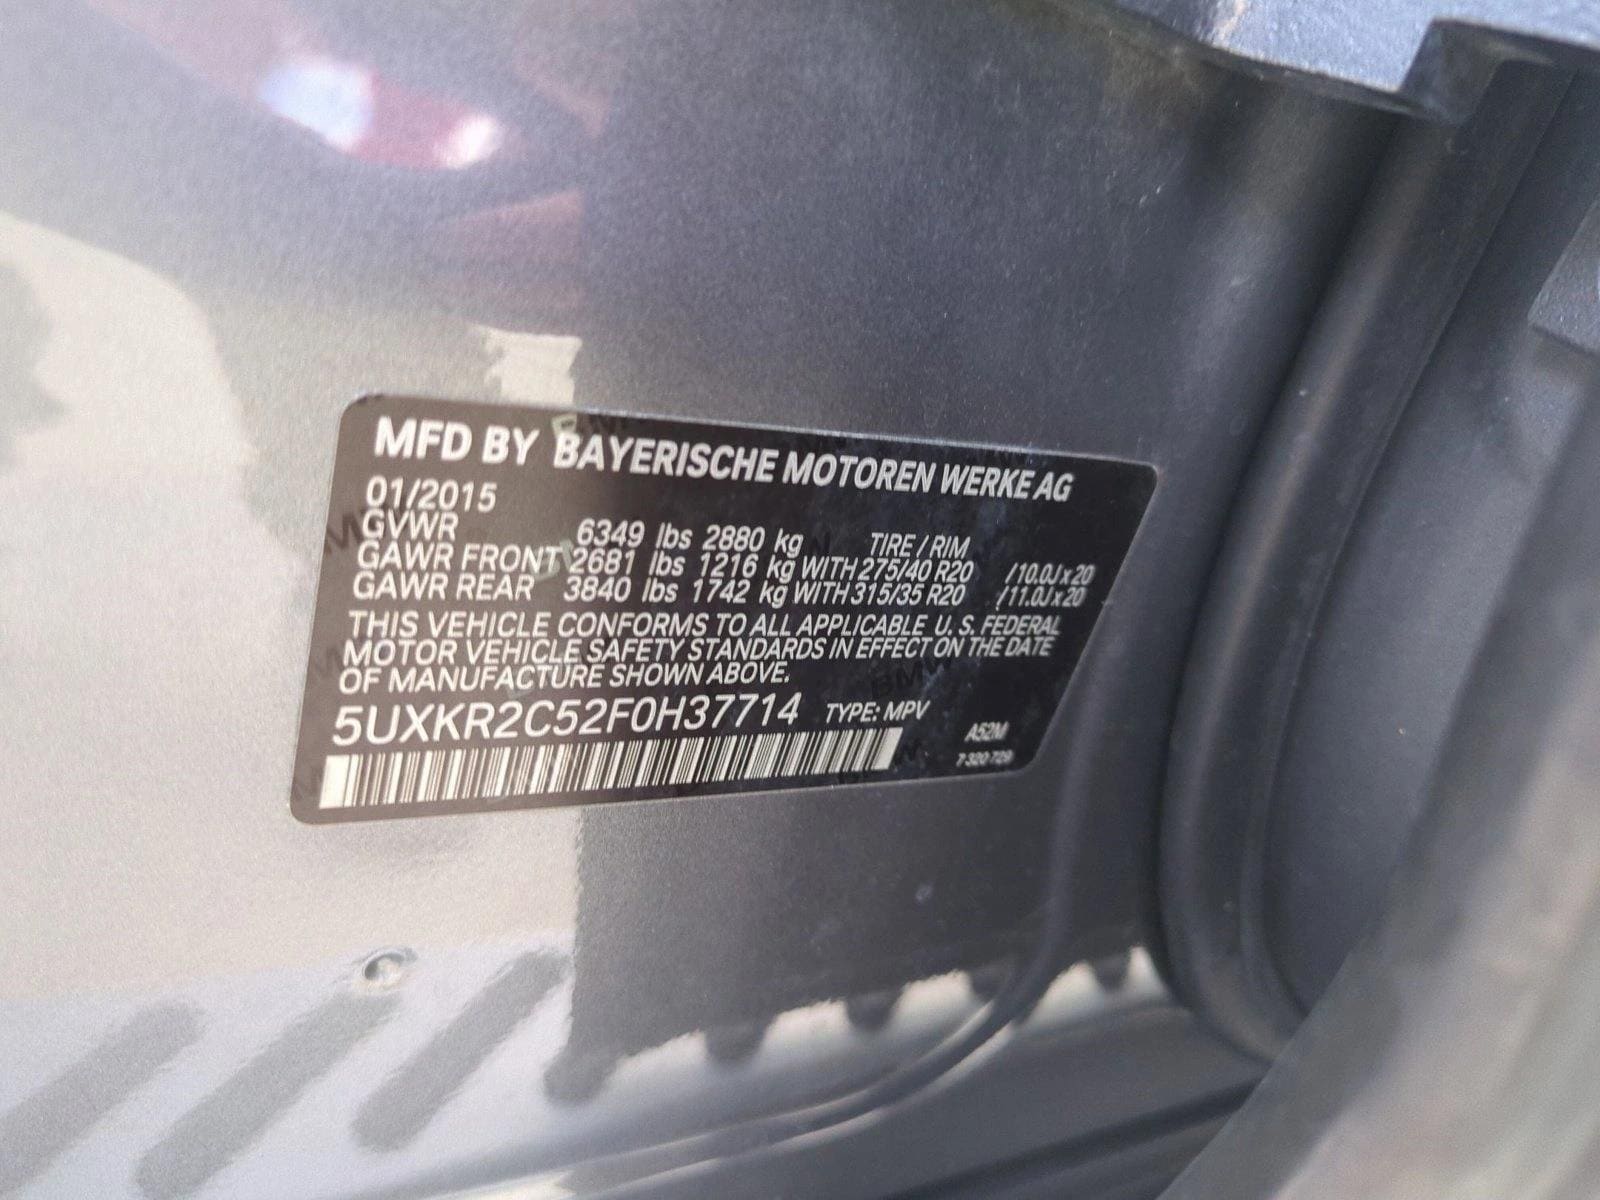 MFD BY BAYERISCHE MOTOREN WERKE AG
01/2015
GVWR 6349 lbs 2880 kg TIRE / RIM
GAWR FRONT 2681 lbs 1216 kg WITH 275/40 R20 /10.0J x 20
GAWR REAR 3840 lbs 1742 kg WITH 315/35 R20 /11.0J x 20
THIS VEHICLE CONFORMS TO ALL APPLICABLE U. S. FEDERAL
MOTOR VEHICLE SAFETY STANDARDS IN EFFECT ON THE DATE
OF MANUFACTURE SHOWN ABOVE.
5UXKR2C52F0H37714 TYPE: MPV
A52M
7 320 729